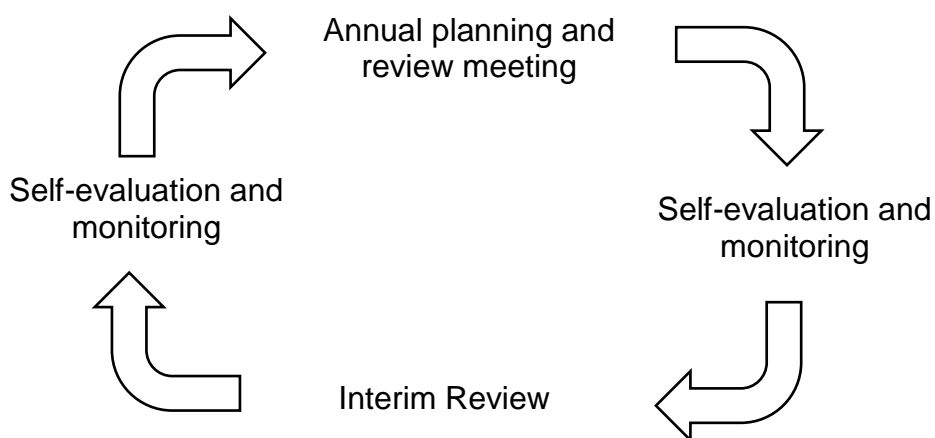 Annual planning and
review meeting
Self-evaluation and
monitoring
Self-evaluation and
monitoring
Interim Review